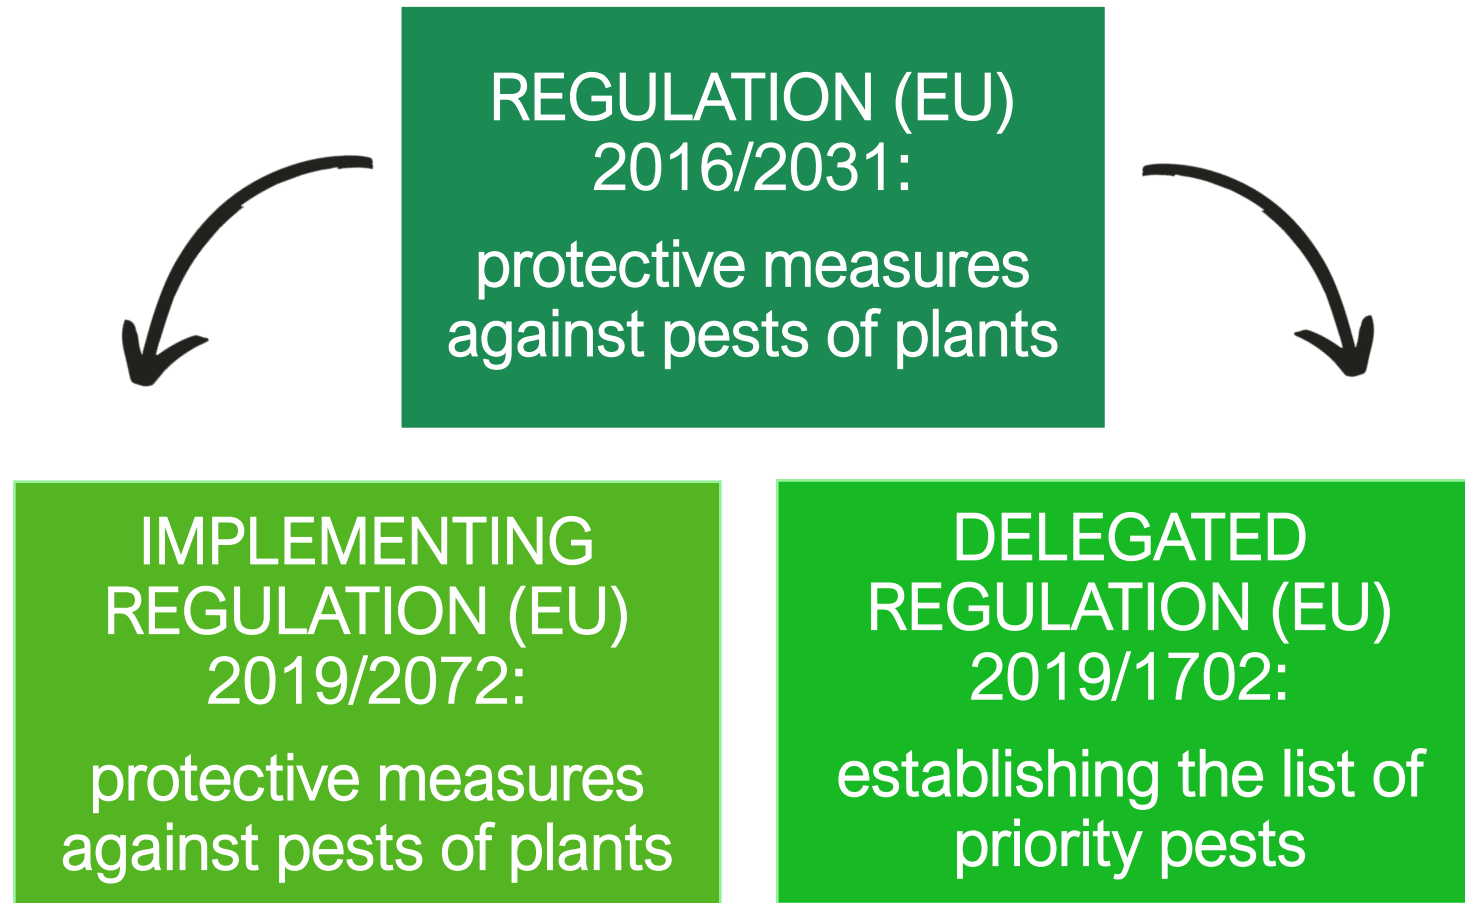 REGULATION (EU)
2016/2031:
protective measures
against pests of plants
IMPLEMENTING
REGULATION (EU)
2019/2072:
protective measures
against pests of plants
DELEGATED
REGULATION (EU)
2019/1702:
establishing the list of
priority pests